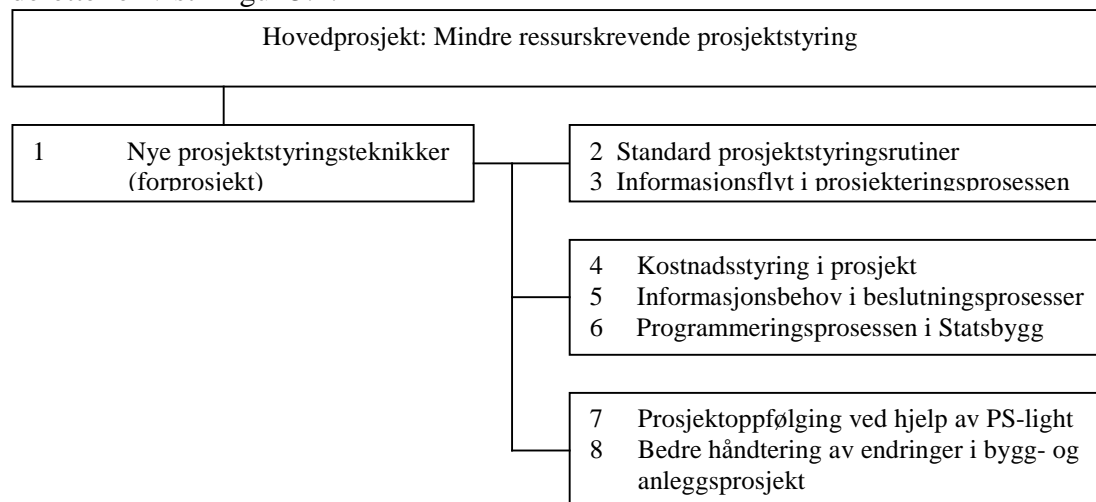 Hovedprosjekt: Mindre ressurskrevende prosjektstyring
1 Nye prosjektstyringsteknikker
(forprosjekt)
2 Standard prosjektstyringsrutiner
3 Informasjonsflyt i prosjekteringsprosessen
4 Kostnadsstyring i prosjekt
5 Informasjonsbehov i beslutningsprosesser
6 Programmeringsprosessen i Statsbygg
7 Prosjektoppfølging ved hjelp av PS-light
8 Bedre håndtering av endringer i bygg- og
anleggsprosjekt